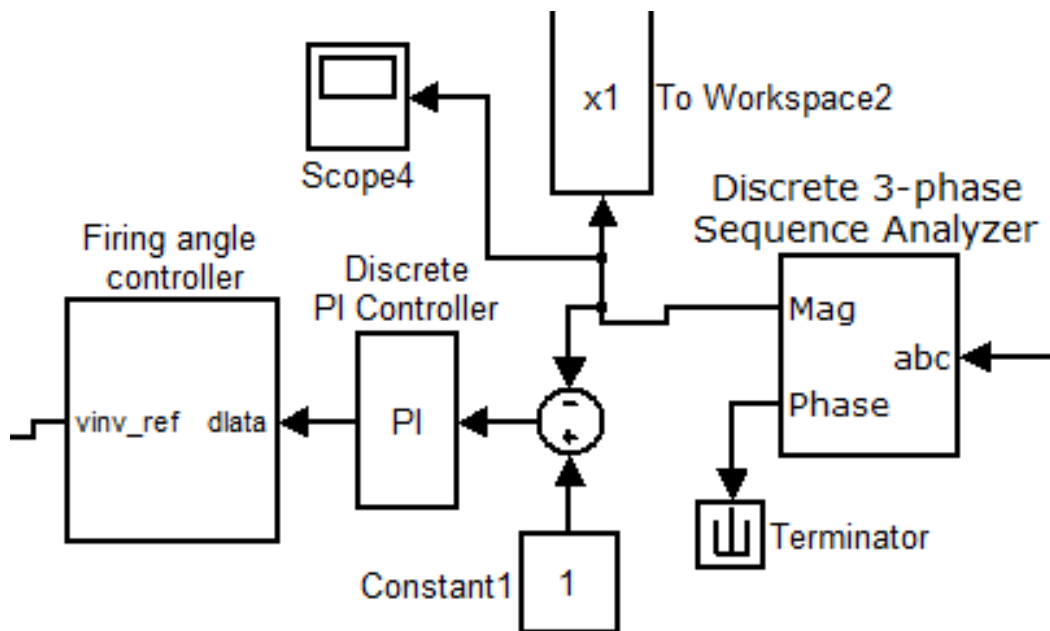 x1
To Workspace2
Scope4
Discrete 3-phase
Sequence Analyzer
Firing angle
controller
Discrete
PI Controller
Mag
abc
Phase
vinv_ref dlata
PI
-
+
Terminator
Constant1
1